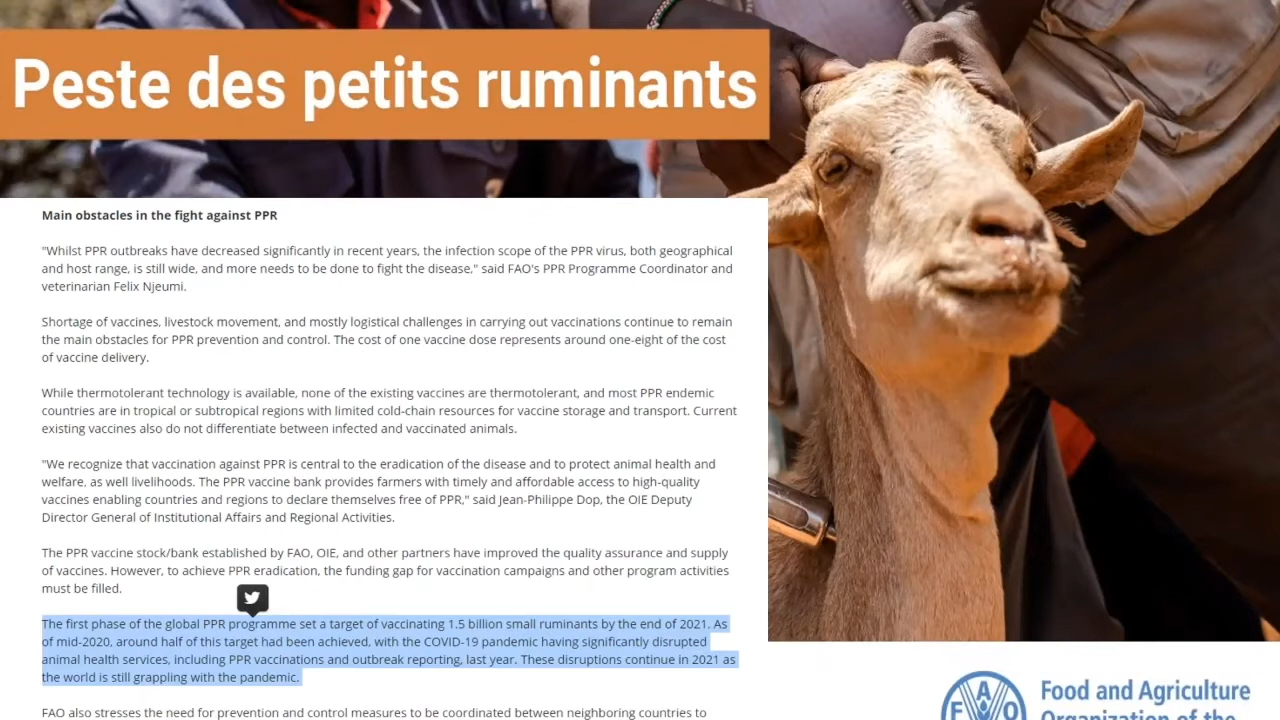 Peste des petits ruminants
Main obstacles in the fight against PPR
"Whilst PPR outbreaks have decreased significantly in recent years, the infection scope of the PPR virus, both geographical
and host range, is still wide, and more needs to be done to fight the disease," said FAO's PPR Programme Coordinator and
veterinarian Felix Njeumi.
Shortage of vaccines, livestock movement, and mostly logistical challenges in carrying out vaccinations continue to remain
the main obstacles for PPR prevention and control. The cost of one vaccine dose represents around one-eight of the cost
of vaccine delivery.
While thermotolerant technology is available, none of the existing vaccines are thermotolerant, and most PPR endemic
countries are in tropical or subtropical regions with limited cold-chain resources for vaccine storage and transport. Current
existing vaccines also do not differentiate between infected and vaccinated animals.
"We recognize that vaccination against PPR is central to the eradication of the disease and to protect animal health and
welfare, as well livelihoods. The PPR vaccine bank provides farmers with timely and affordable access to high-quality
vaccines enabling countries and regions to declare themselves free of PPR," said Jean-Philippe Dop, the OIE Deputy
Director General of Institutional Affairs and Regional Activities.
The PPR vaccine stock/bank established by FAO, OIE, and other partners have improved the quality assurance and supply
of vaccines. However, to achieve PPR eradication, the funding gap for vaccination campaigns and other program activities
must be filled.
The first phase of the global PPR programme set a target of vaccinating 1.5 billion small ruminants by the end of 2021. As
of mid-2020, around half of this target had been achieved, with the COVID-19 pandemic having significantly disrupted
animal health services, including PPR vaccinations and outbreak reporting, last year. These disruptions continue in 2021 as
the world is still grappling with the pandemic.
FAO also stresses the need for prevention and control measures to be coordinated between neighboring countries to
FAO
Food and Agriculture
Organization of the